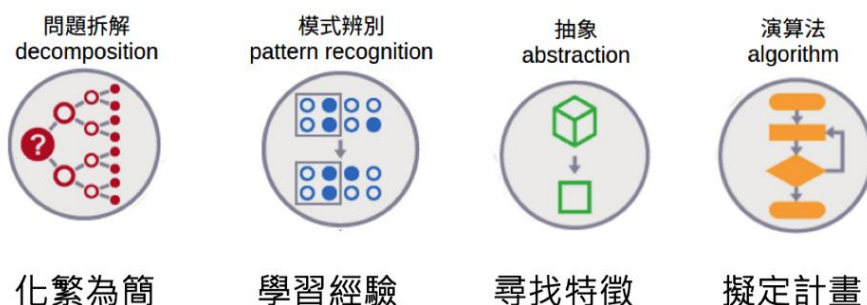 問題拆解
decomposition
模式辨別
pattern recognition
抽象
abstraction
演算法
algorithm
?
化繁為簡
學習經驗
尋找特徵
擬定計畫